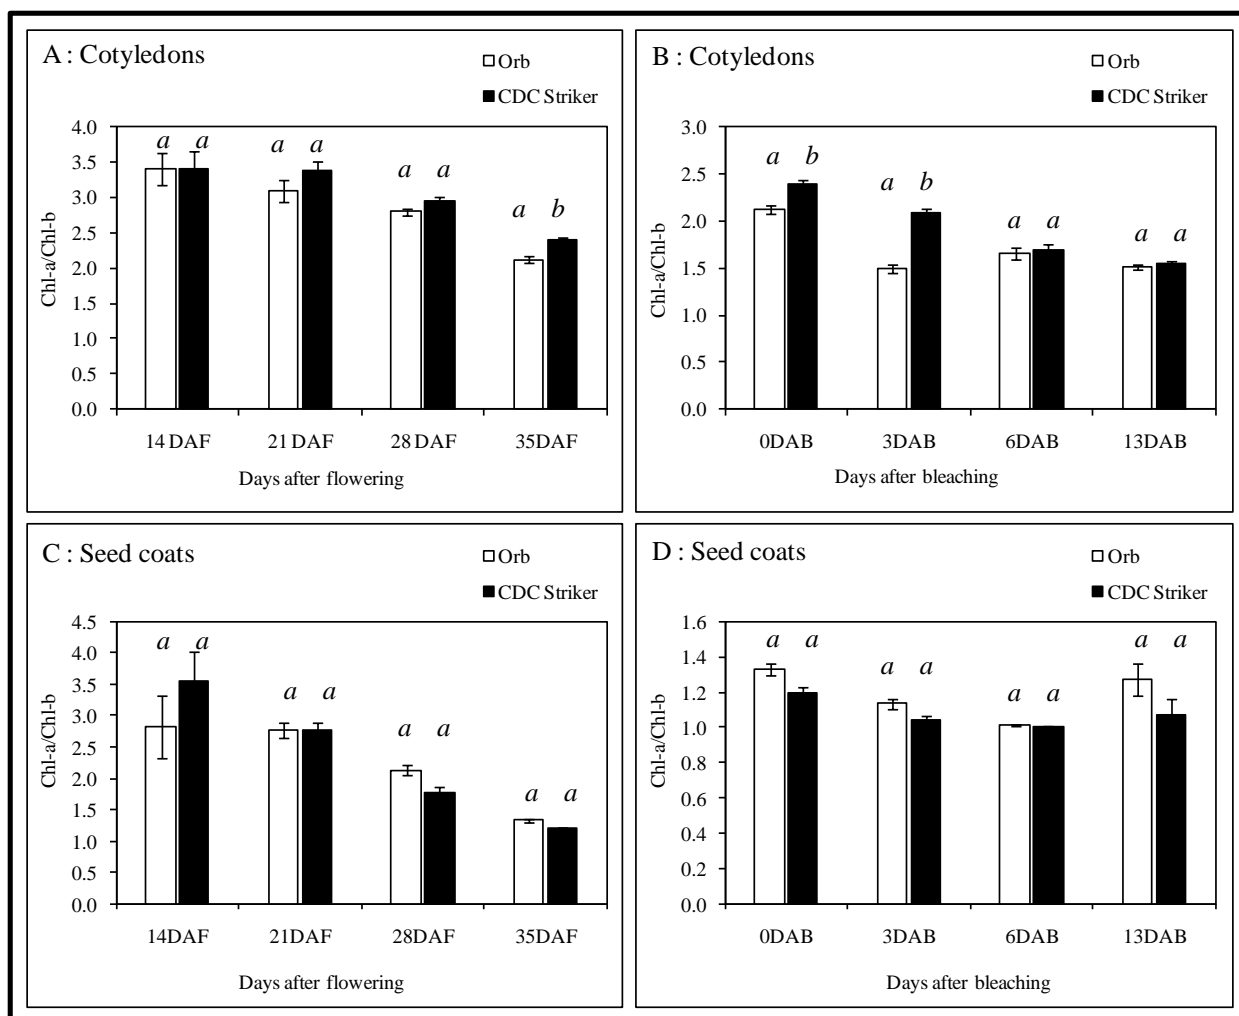 A : Cotyledons
Orb
CDC Striker
4.0
3.5
3.0
2.5
2.0
1.5
1.0
0.5
0.0
a a a a a a a b
Chl-a/Chl-b
14 DAF 21 DAF 28 DAF 35DAF
Days after flowering
B : Cotyledons
Orb
CDC Striker
3.0
2.5
2.0
1.5
1.0
0.5
0.0
a b a b a a a a
Chl-a/Chl-b
0DAB 3DAB 6DAB 13DAB
Days after bleaching
C : Seed coats
Orb
CDC Striker
4.5
4.0
3.5
3.0
2.5
2.0
1.5
1.0
0.5
0.0
a a a a a a a a
Chl-a/Chl-b
14DAF 21DAF 28DAF 35DAF
Days after flowering
D : Seed coats
Orb
CDC Striker
1.6
1.4
1.2
1.0
0.8
0.6
0.4
0.2
0.0
a a a a a a a a
Chl-a/Chl-b
0DAB 3DAB 6DAB 13DAB
Days after bleaching